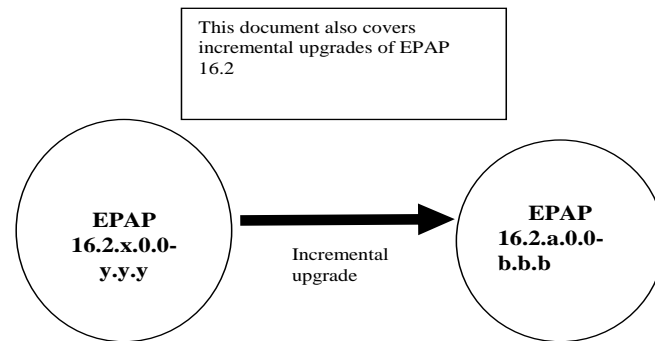 This document also covers
incremental upgrades of EPAP
16.2
EPAP
16.2.x.0.0-
y.y.y
Incremental
upgrade
EPAP
16.2.a.0.0-
b.b.b